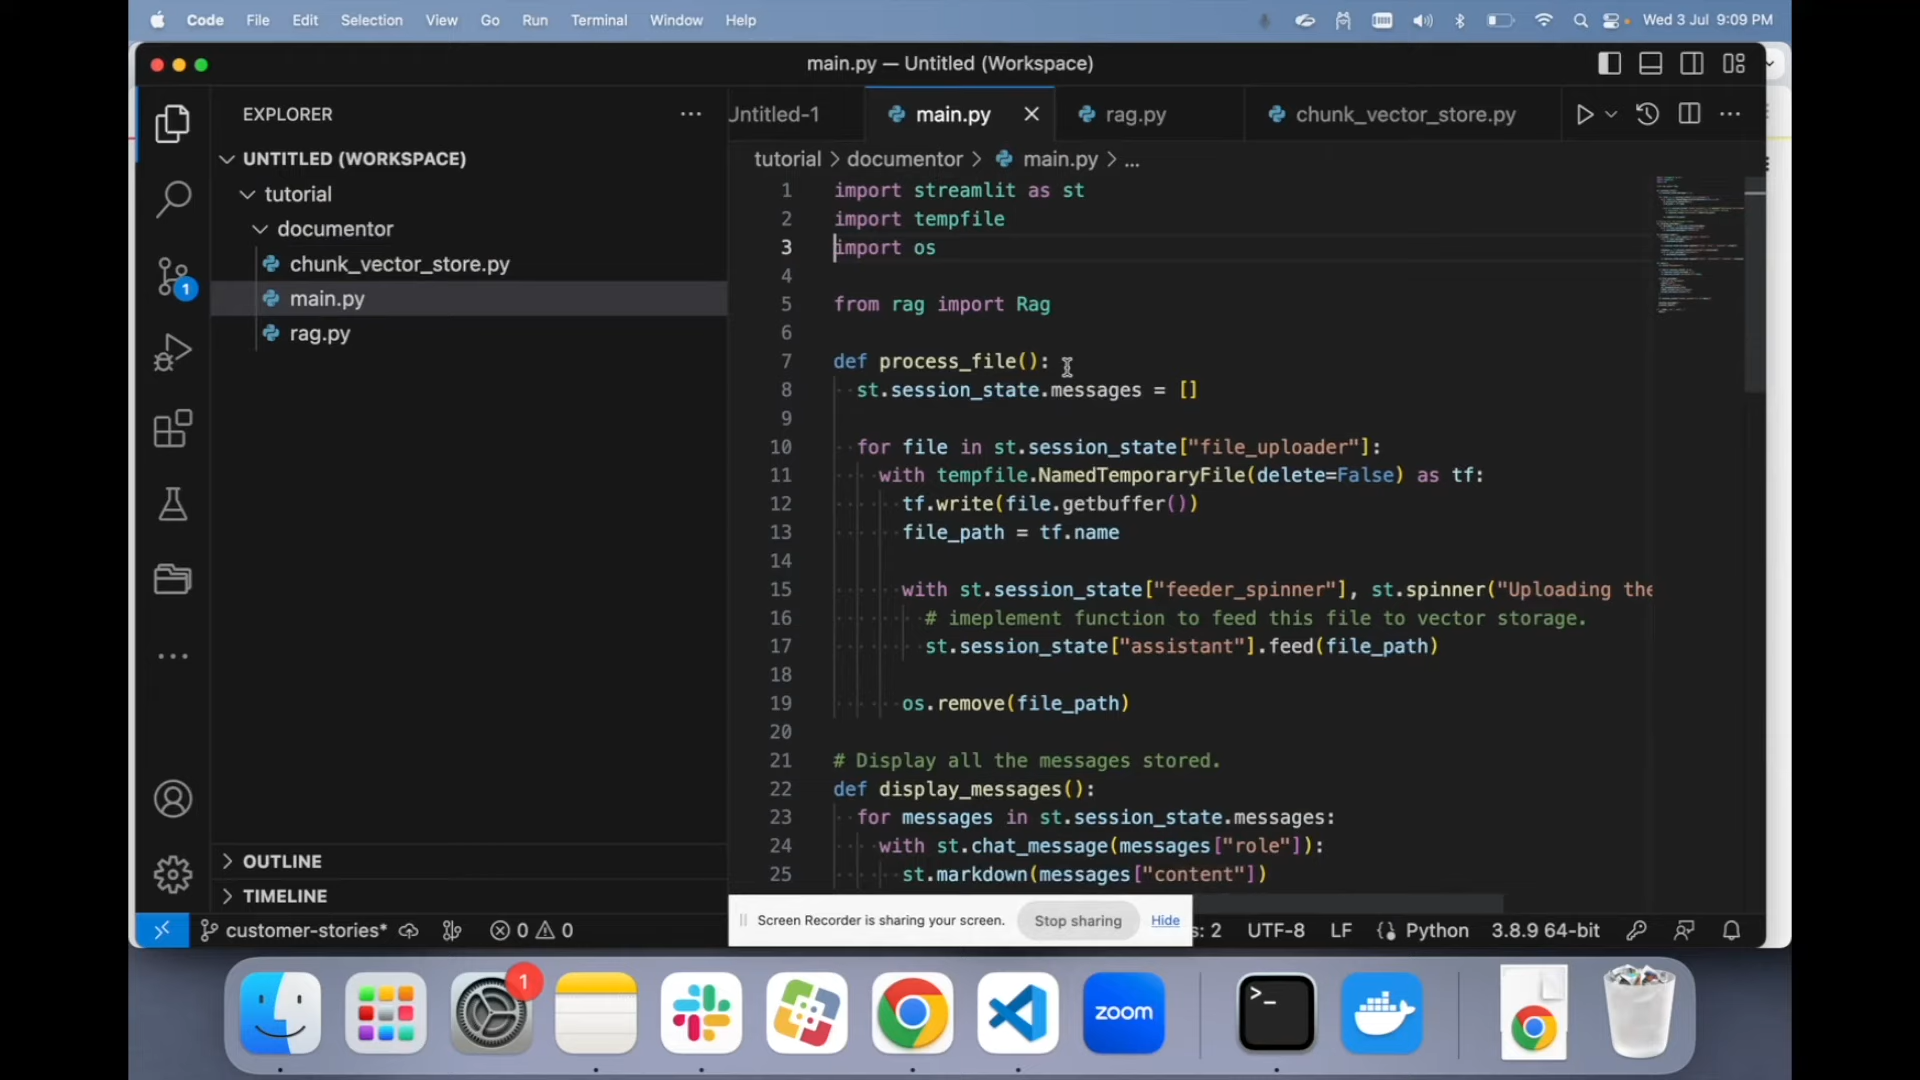 Code File Edit Selection View Go Run Terminal Window Help Wed 3 Jul 9:09 PM
main.py — Untitled (Workspace)
EXPLORER
UNTITLED (WORKSPACE)
tutorial
documentor
chunk_vector_store.py
main.py
rag.py
OUTLINE
TIMELINE
Untitled-1 main.py rag.py chunk_vector_store.py
tutorial > documentor > main.py > ...
1 import streamlit as st
2 import tempfile
3 import os
4
5 from rag import Rag
6
7 def process_file():
8 st.session_state.messages = []
9
10 for file in st.session_state["file_uploader"]:
11 with tempfile.NamedTemporaryFile(delete=False) as tf:
12 tf.write(file.getbuffer())
13 file_path = tf.name
14
15 with st.session_state["feeder_spinner"], st.spinner("Uploading the
16 # imeplement function to feed this file to vector storage.
17 st.session_state["assistant"].feed(file_path)
18
19 os.remove(file_path)
20
21 # Display all the messages stored.
22 def display_messages():
23 for messages in st.session_state.messages:
24 with st.chat_message(messages["role"]):
25 st.markdown(messages["content"])
Screen Recorder is sharing your screen. Stop sharing Hide
1
customer-stories* 0 0 s: 2 UTF-8 LF Python 3.8.9 64-bit
1
zoom